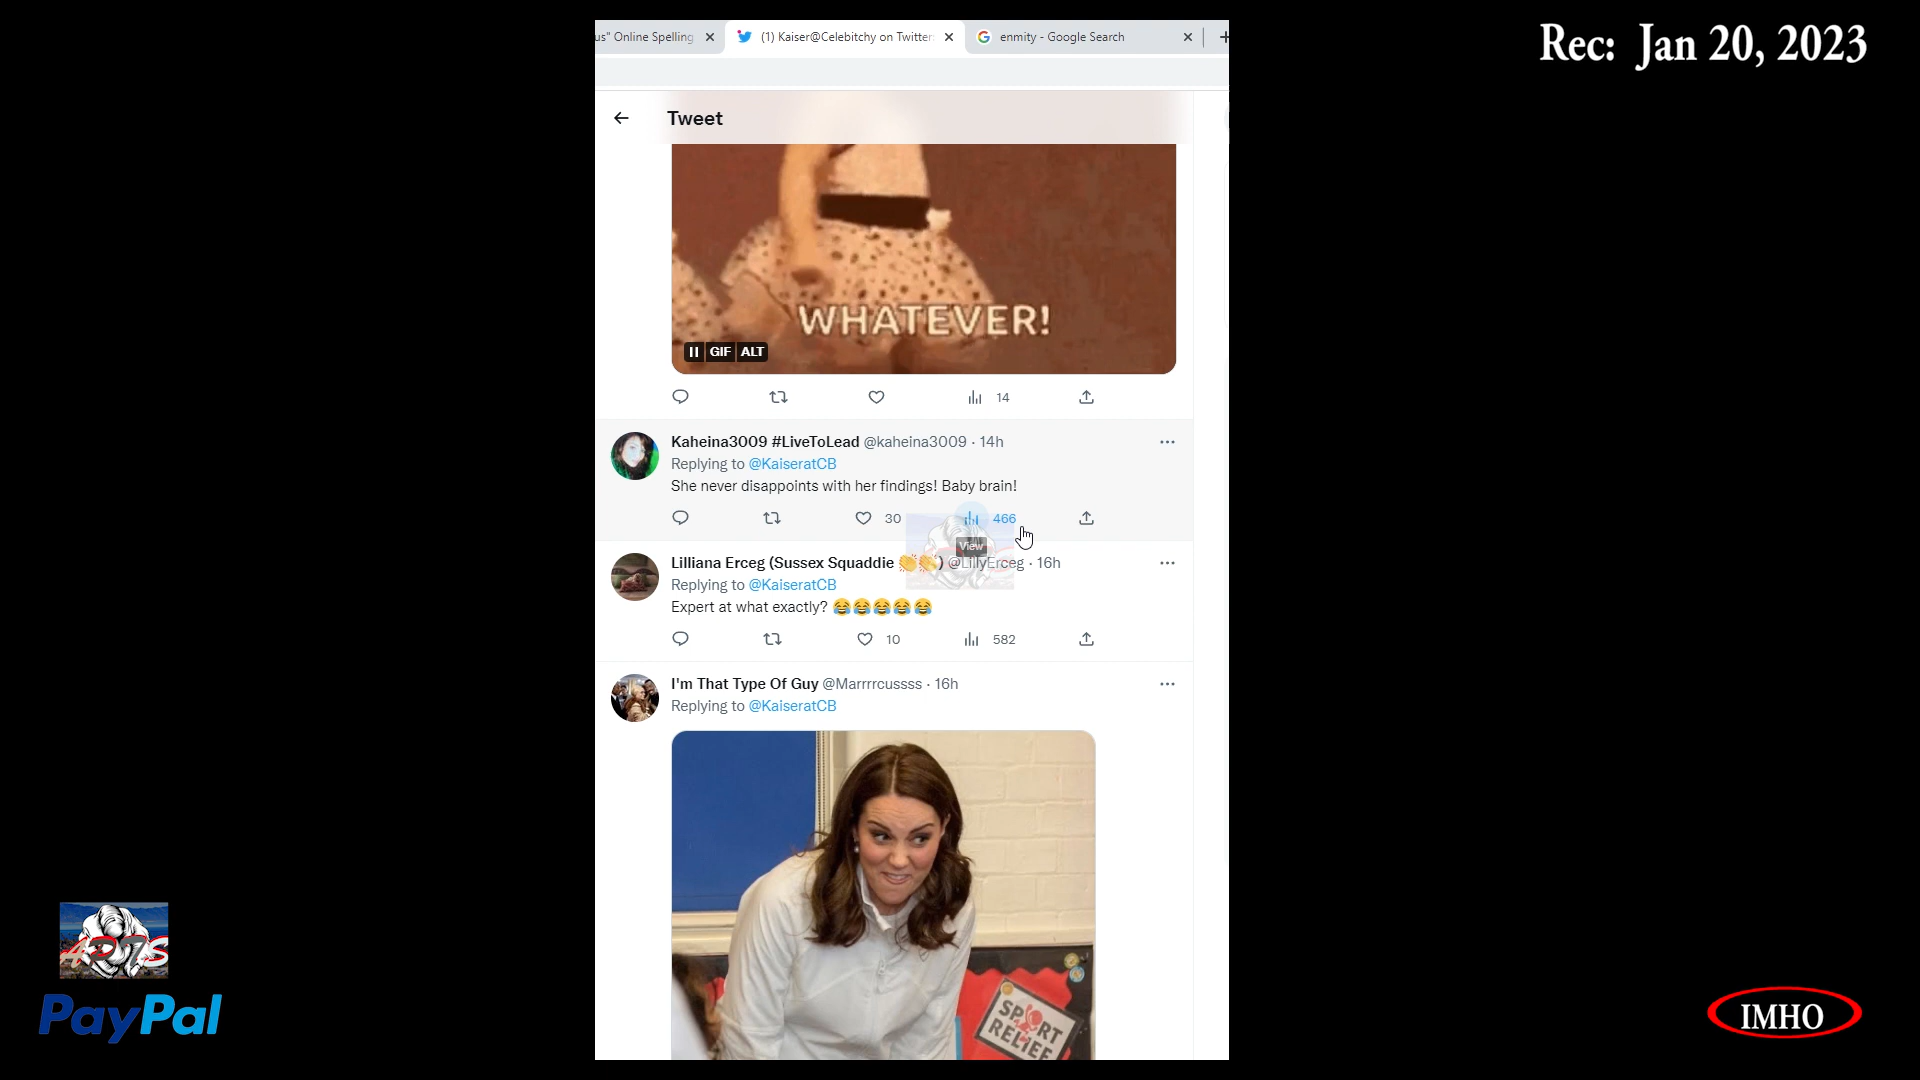 Rec: Jan 20, 2023
us" Online Spelling
(1) Kaiser@Celebitchy on Twitter:
enmity - Google Search
Tweet
WHATEVER!
GIF ALT
14
Kaheina3009 #LiveToLead @kaheina3009 · 14h
Replying to @KaiseratCB
She never disappoints with her findings! Baby brain!
30 466
View
Lilliana Erceg (Sussex Squaddie 👏👏) @LillyErceg · 16h
Replying to @KaiseratCB
Expert at what exactly? 😂😂😂😂😂
10 582
I'm That Type Of Guy @Marrrrcussss · 16h
Replying to @KaiseratCB
SPORT
RELIEF
PayPal
IMHO